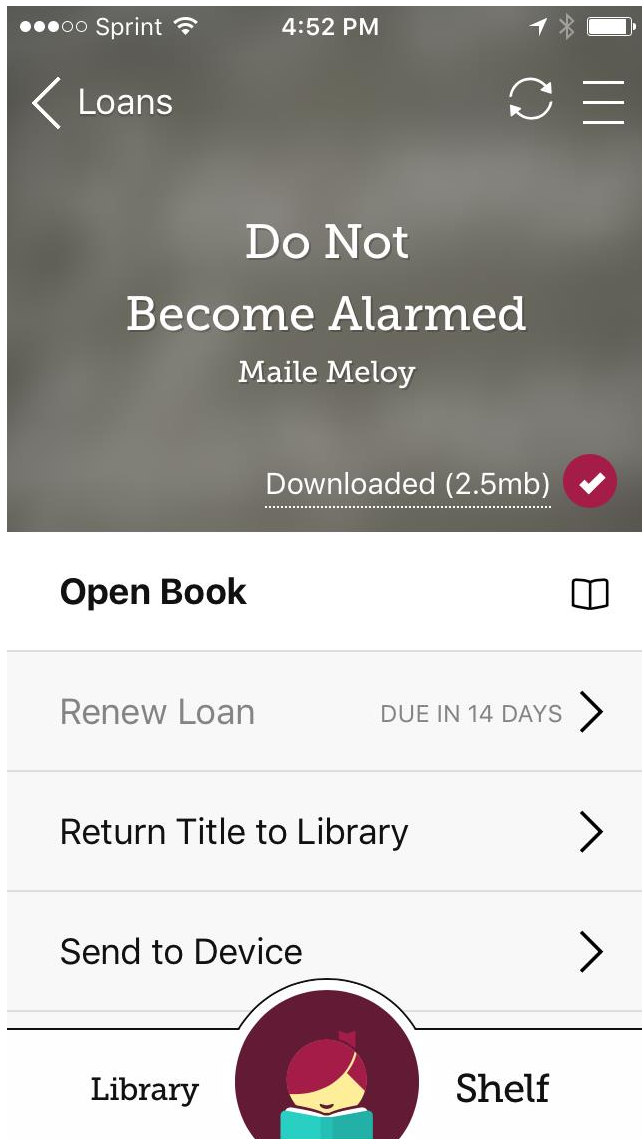 Sprint 4:52 PM
Loans
Do Not
Become Alarmed
Maile Meloy
Downloaded (2.5mb)
Open Book
Renew Loan DUE IN 14 DAYS
Return Title to Library
Send to Device
Library Shelf